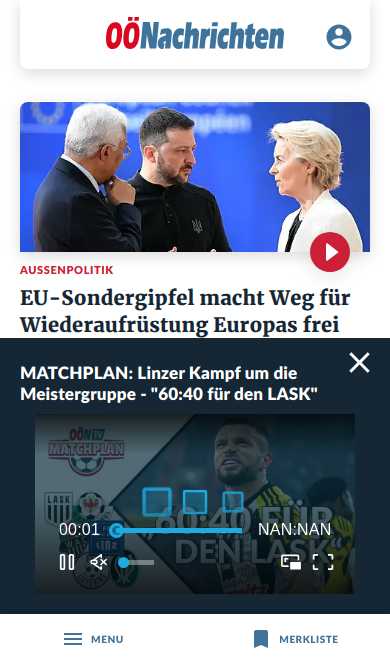 OÖNachrichten
AUSSENPOLITIK
EU-Sondergipfel macht Weg für
Wiederaufrüstung Europas frei
MATCHPLAN: Linzer Kampf um die
Meistergruppe - "60:40 für den LASK"
OÖN TV
MATCHPLAN
LASK
"60:40 FÜR
DEN LASK"
00:01
NAN:NAN
MENU
MERKLISTE